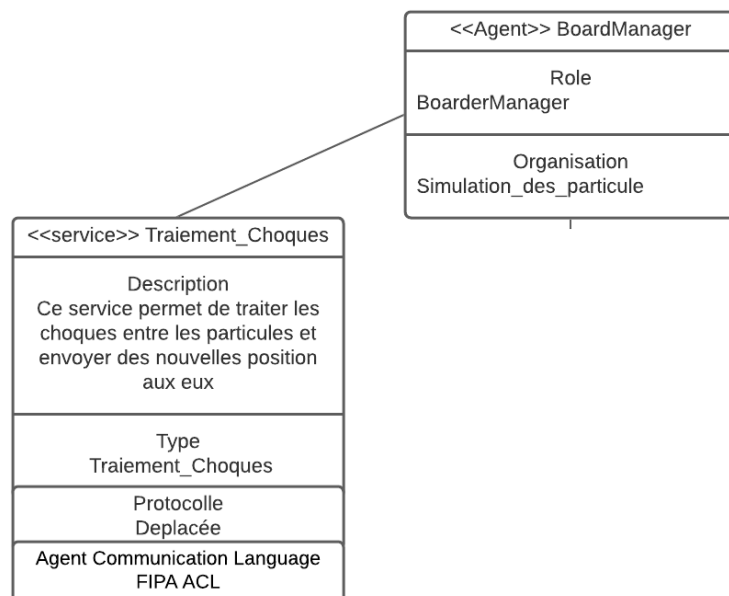 <<Agent>> BoardManager
Role
BoarderManager
Organisation
Simulation_des_particule
<<service>> Traiement_Choques
Description
Ce service permet de traiter les
choques entre les particules et
envoyer des nouvelles position
aux eux
Type
Traiement_Choques
Protocolle
Deplacée
Agent Communication Language
FIPA ACL